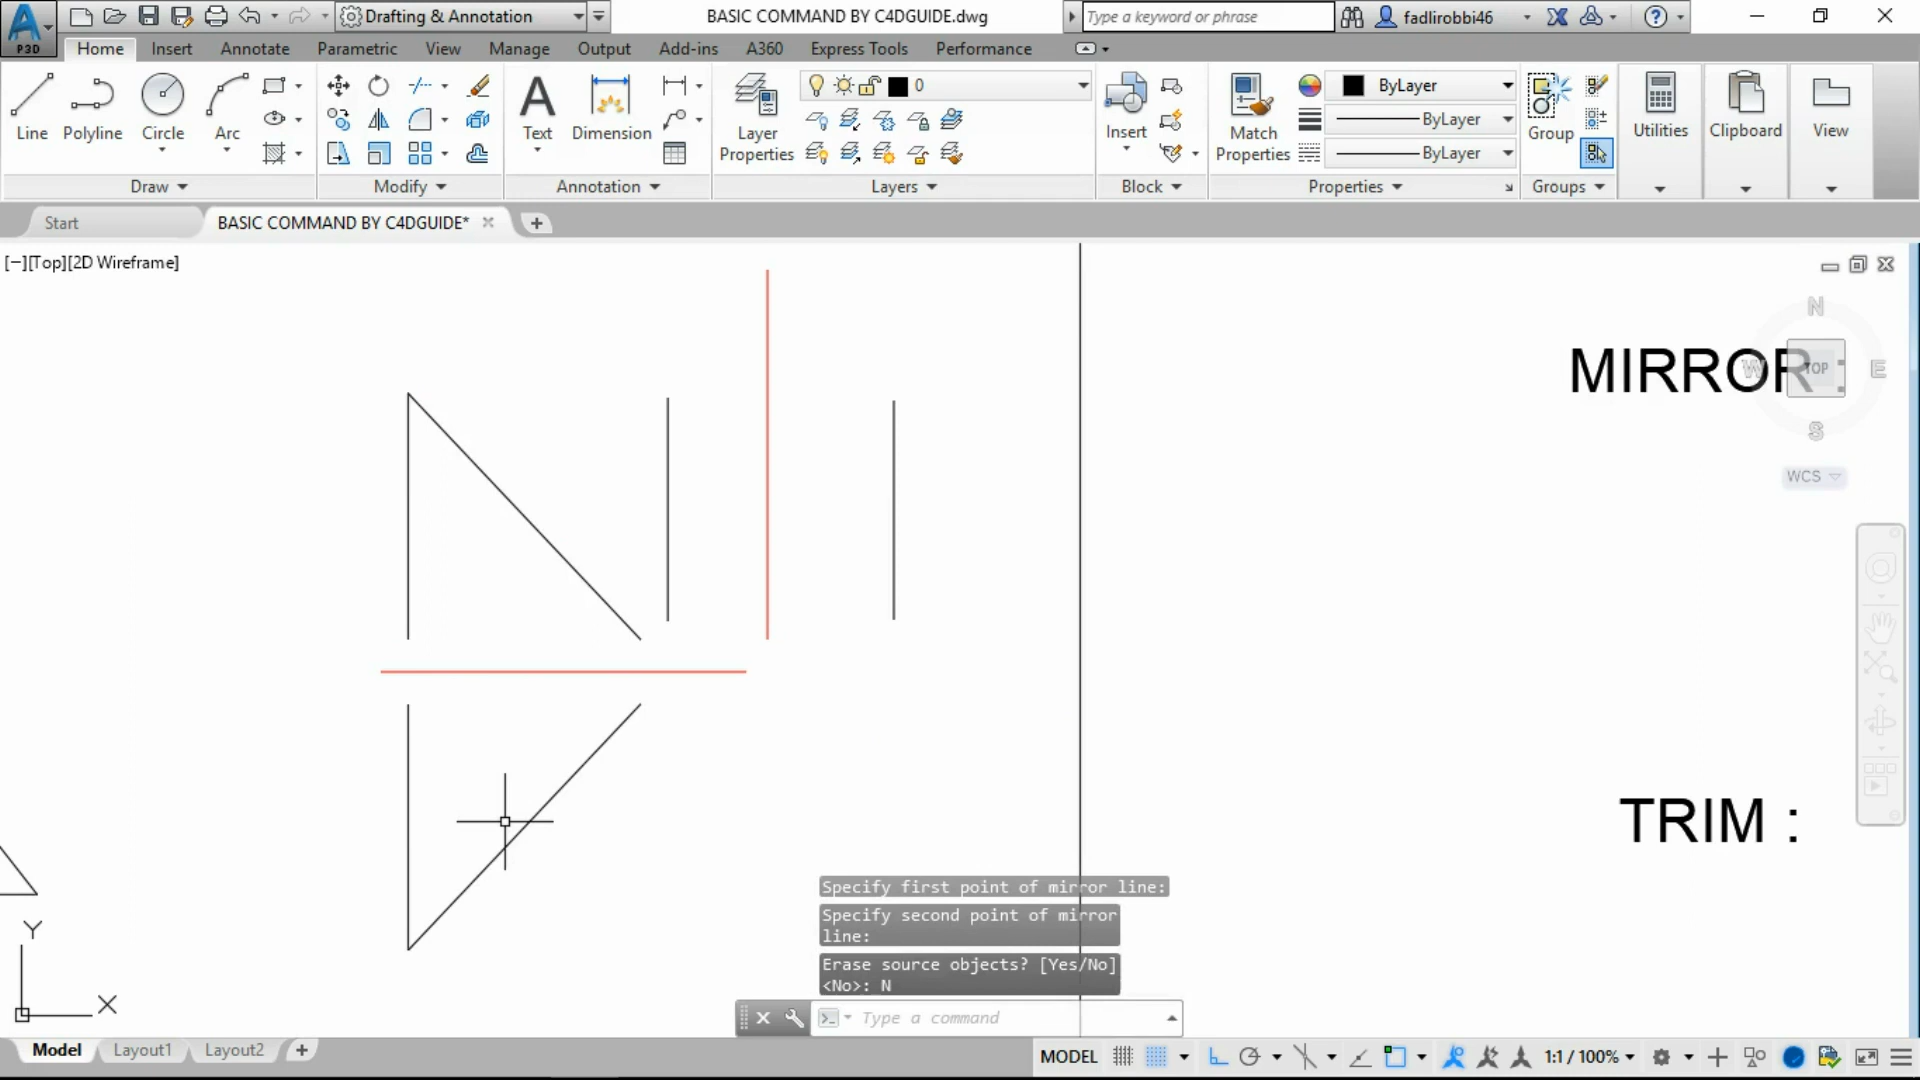 Drafting & Annotation
BASIC COMMAND BY C4DGUIDE.dwg
Type a keyword or phrase
fadlirobbi46
P3D
Home Insert Annotate Parametric View Manage Output Add-ins A360 Express Tools Performance
0
ByLayer
ByLayer
ByLayer
Line Polyline Circle Arc
Text Dimension
Layer Properties
Insert
Match Properties
Group
Utilities Clipboard View
Draw Modify Annotation Layers Block Properties Groups
Start BASIC COMMAND BY C4DGUIDE*
[−][Top][2D Wireframe]
N
MIRROR
W TOP E
S
WCS
TRIM :
Specify first point of mirror line:
Specify second point of mirror
line:
Erase source objects? [Yes/No]
<No>: N
Y
X
Type a command
Model Layout1 Layout2
MODEL 1:1 / 100%